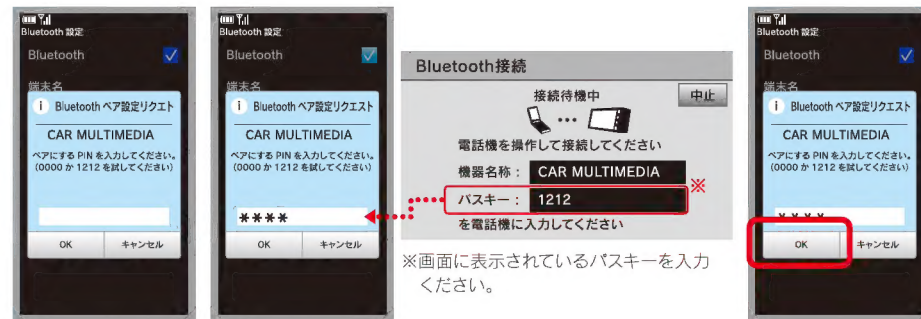 Bluetooth 設定
Bluetooth
端末名
i Bluetooth ペア設定リクエト
CAR MULTIMEDIA
ペアにする PIN を入力してください。
(0000 か 1212 を試してください)
OK キャンセル
Bluetooth 設定
Bluetooth
端末名
i Bluetooth ペア設定リクエスト
CAR MULTIMEDIA
ペアにする PIN を入力してください。
(0000 か 1212 を試してください)
****
OK キャンセル
Bluetooth接続
接続待機中
中止
電話機を操作して接続してください
機器名称: CAR MULTIMEDIA
パスキー: 1212
※
を電話機に入力してください
※画面に表示されているパスキーを入力
ください。
Bluetooth 設定
Bluetooth
端末名
i Bluetooth ペア設定リクエスト
CAR MULTIMEDIA
ペアにする PIN を入力してください。
(0000 か 1212 を試してください)
****
OK キャンセル